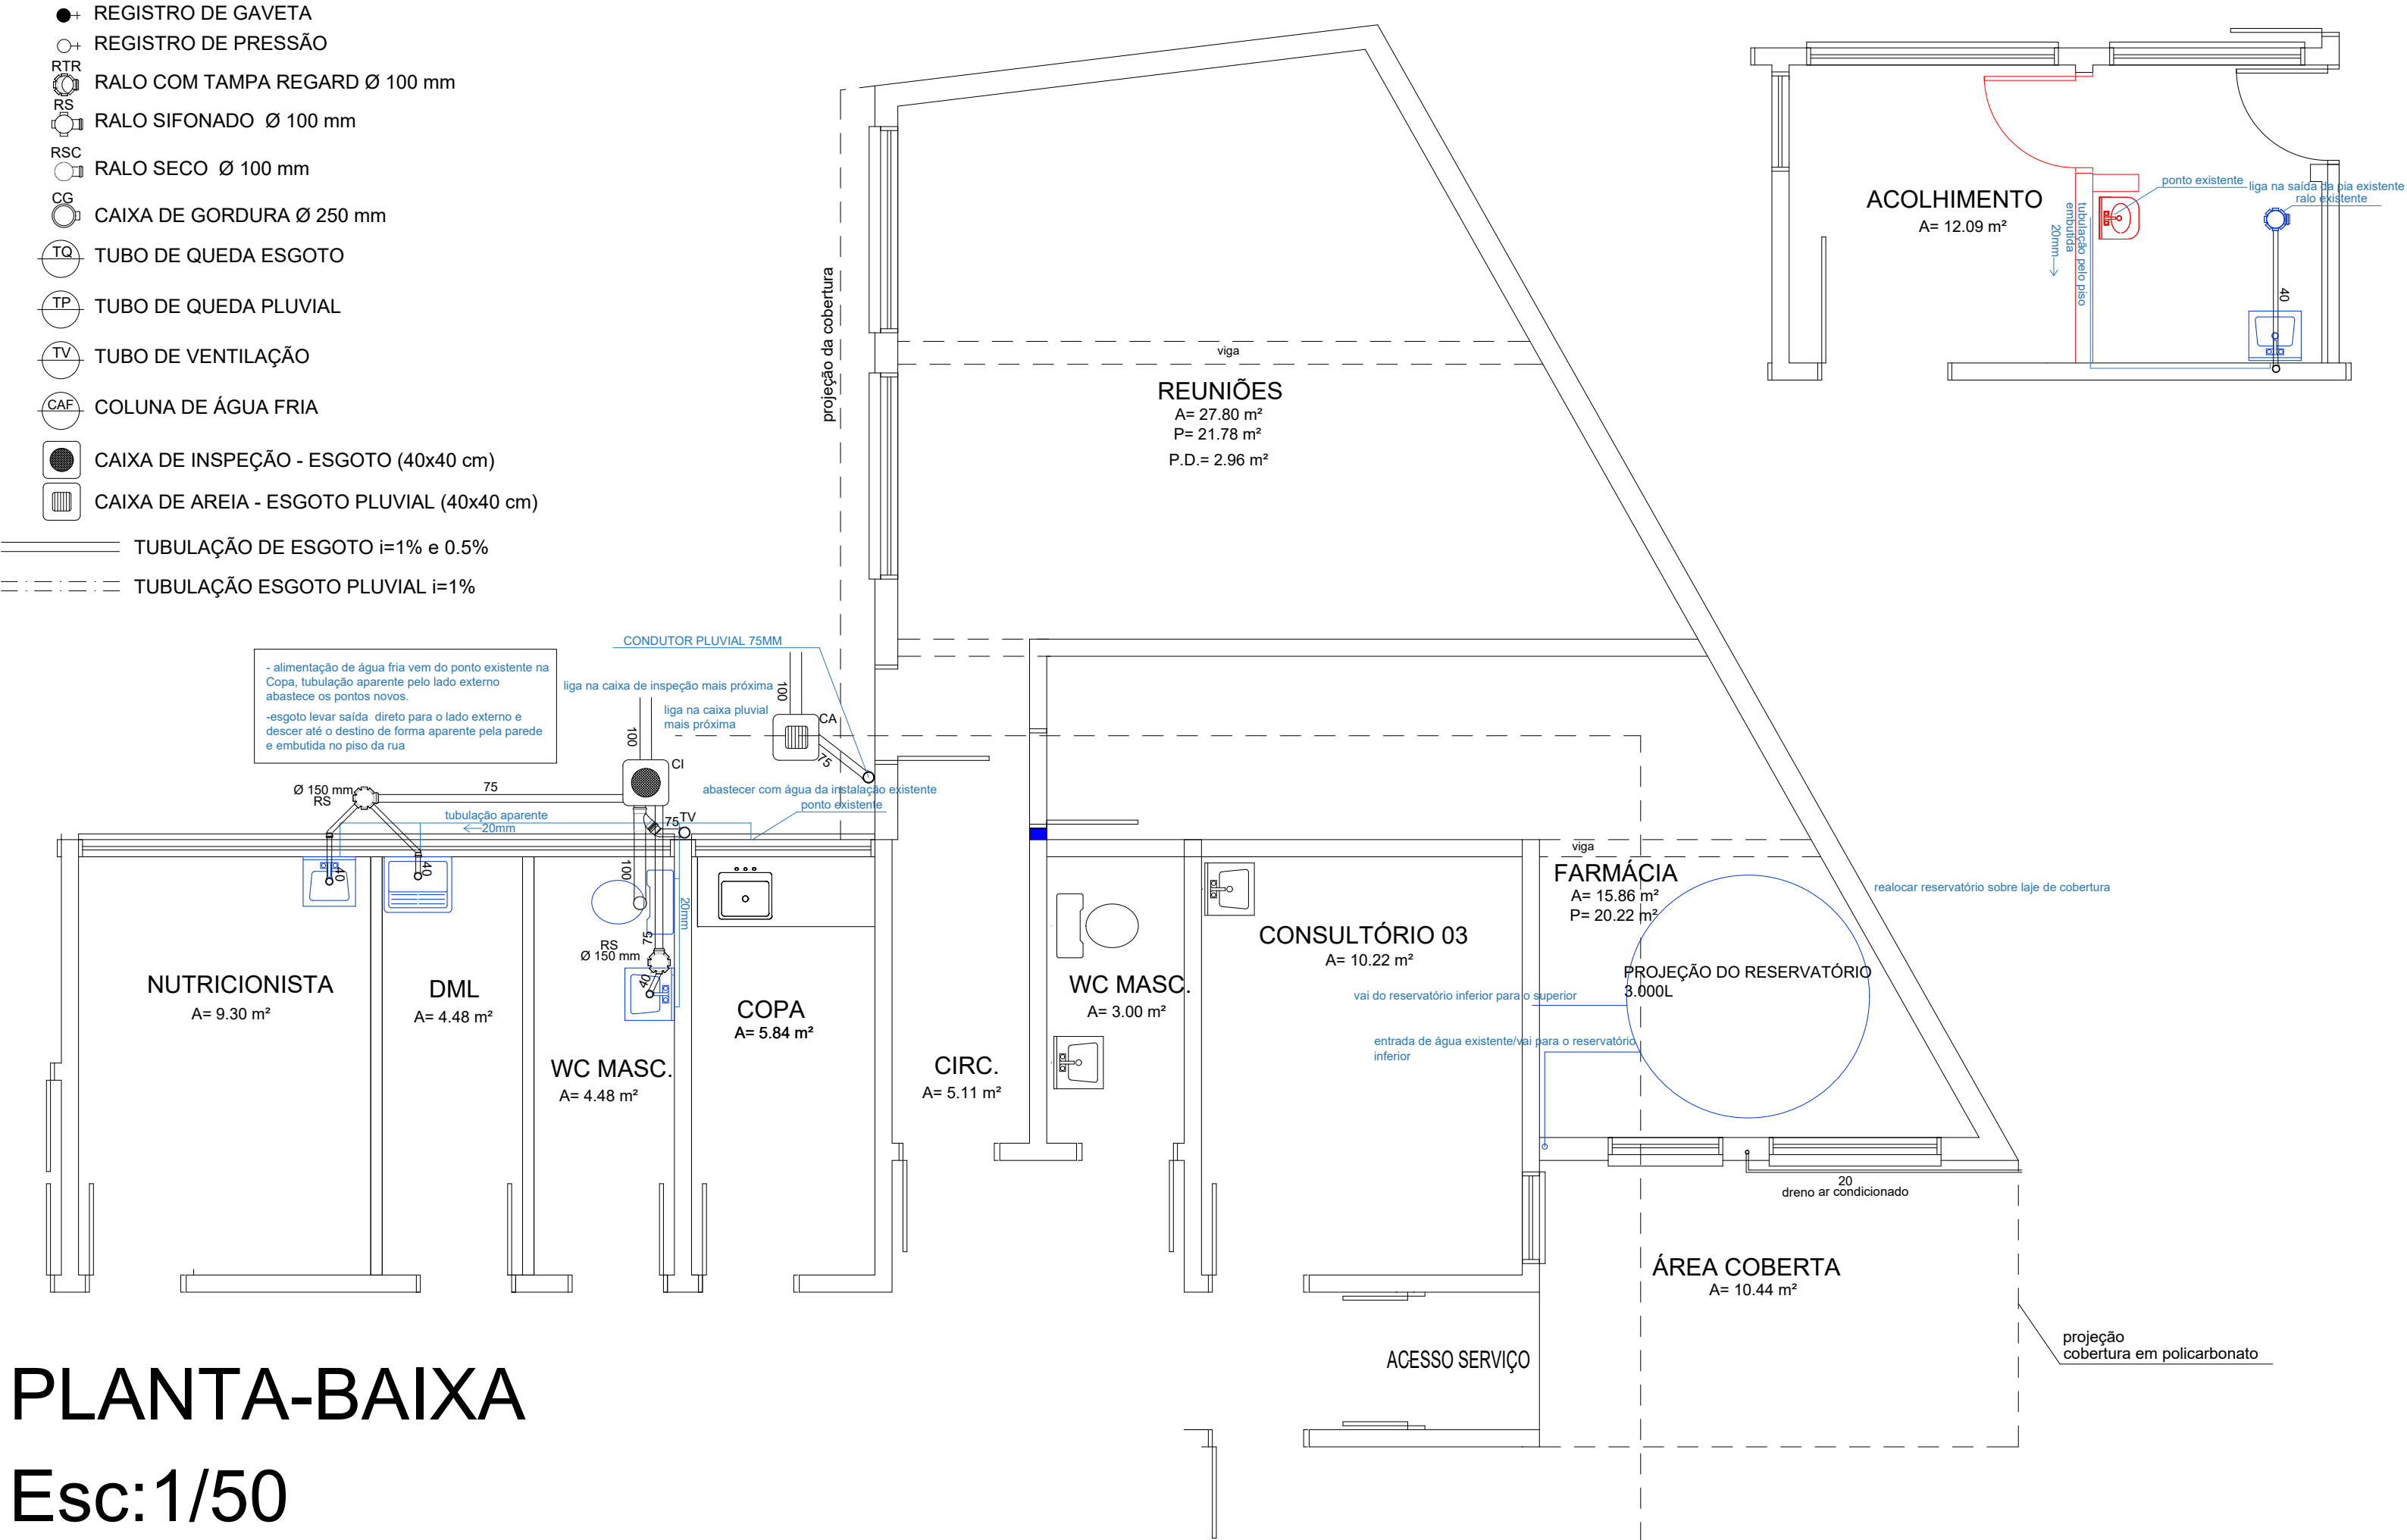 REGISTRO DE GAVETA
REGISTRO DE PRESSÃO
RTR
RALO COM TAMPA REGARD Ø 100 mm
RS
RALO SIFONADO Ø 100 mm
RSC
RALO SECO Ø 100 mm
CG
CAIXA DE GORDURA Ø 250 mm
TQ
TUBO DE QUEDA ESGOTO
TP
TUBO DE QUEDA PLUVIAL
TV
TUBO DE VENTILAÇÃO
CAF
COLUNA DE ÁGUA FRIA
CAIXA DE INSPEÇÃO - ESGOTO (40x40 cm)
CAIXA DE AREIA - ESGOTO PLUVIAL (40x40 cm)
TUBULAÇÃO DE ESGOTO i=1% e 0.5%
TUBULAÇÃO ESGOTO PLUVIAL i=1%
projeção da cobertura
viga
REUNIÕES
A= 27.80 m²
P= 21.78 m²
P.D.= 2.96 m²
ACOLHIMENTO
A= 12.09 m²
ponto existente
liga na saída da pia existente
ralo existente
tubulação pelo piso
embutida
20mm
40
- alimentação de água fria vem do ponto existente na
Copa, tubulação aparente pelo lado externo
abastece os pontos novos.
-esgoto levar saída direto para o lado externo e
descer até o destino de forma aparente pela parede
e embutida no piso da rua
CONDUTOR PLUVIAL 75MM
liga na caixa de inspeção mais próxima
100
liga na caixa pluvial
mais próxima
CA
100
75
CI
Ø 150 mm
RS
75
abastecer com água da instalação existente
ponto existente
tubulação aparente
20mm
75
TV
40
40
100
20mm
75
RS
Ø 150 mm
40
NUTRICIONISTA
A= 9.30 m²
DML
A= 4.48 m²
WC MASC.
A= 4.48 m²
COPA
A= 5.84 m²
CIRC.
A= 5.11 m²
WC MASC.
A= 3.00 m²
CONSULTÓRIO 03
A= 10.22 m²
viga
FARMÁCIA
A= 15.86 m²
P= 20.22 m²
realocar reservatório sobre laje de cobertura
PROJEÇÃO DO RESERVATÓRIO
3.000L
vai do reservatório inferior para o superior
entrada de água existente/vai para o reservatório
inferior
20
dreno ar condicionado
ÁREA COBERTA
A= 10.44 m²
projeção
cobertura em policarbonato
ACESSO SERVIÇO
PLANTA-BAIXA
Esc:1/50